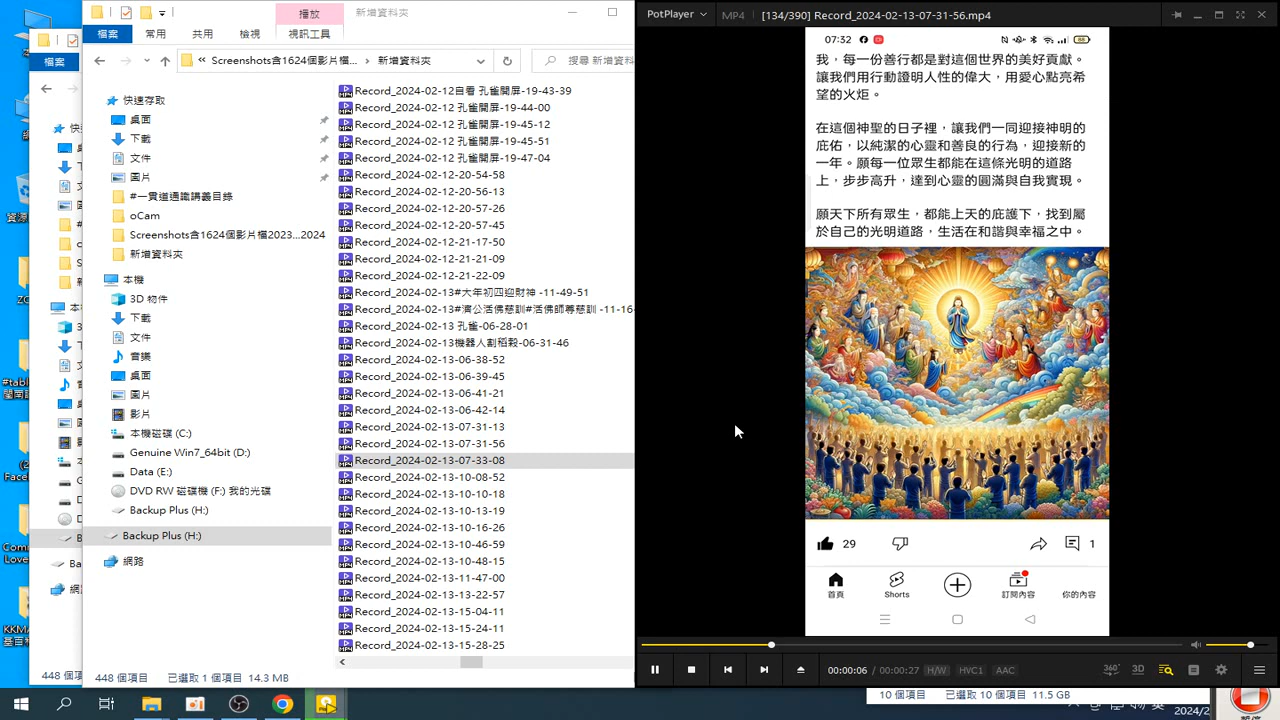 播放
新增資料夾
檔案
常用
共用
檢視
視訊工具
檔案
« Screenshots含1624個影片檔... › 新增資料夾
搜尋 新增資料
快速存取
桌面
下載
文件
圖片
#一貫道通識講義目錄
oCam
Screenshots含1624個影片檔2023...2024
新增資料夾
本機
3D 物件
下載
文件
音樂
桌面
圖片
影片
本機磁碟 (C:)
Genuine Win7_64bit (D:)
Data (E:)
DVD RW 磁碟機 (F:) 我的光碟
Backup Plus (H:)
Backup Plus (H:)
網路
Record_2024-02-12自看 孔雀開屏-19-43-39
Record_2024-02-12 孔雀開屏-19-44-00
Record_2024-02-12 孔雀開屏-19-45-12
Record_2024-02-12 孔雀開屏-19-45-51
Record_2024-02-12 孔雀開屏-19-47-04
Record_2024-02-12-20-54-58
Record_2024-02-12-20-56-13
Record_2024-02-12-20-57-26
Record_2024-02-12-20-57-45
Record_2024-02-12-21-17-50
Record_2024-02-12-21-21-09
Record_2024-02-12-21-22-09
Record_2024-02-13#大年初四迎財神 -11-49-51
Record_2024-02-13#濟公活佛慈訓#活佛師尊慈訓 -11-16-
Record_2024-02-13 孔雀-06-28-01
Record_2024-02-13機器人割稻穀-06-31-46
Record_2024-02-13-06-38-52
Record_2024-02-13-06-39-45
Record_2024-02-13-06-41-21
Record_2024-02-13-06-42-14
Record_2024-02-13-07-31-13
Record_2024-02-13-07-31-56
Record_2024-02-13-07-33-08
Record_2024-02-13-10-08-52
Record_2024-02-13-10-10-18
Record_2024-02-13-10-13-19
Record_2024-02-13-10-16-26
Record_2024-02-13-10-46-59
Record_2024-02-13-10-48-15
Record_2024-02-13-11-47-00
Record_2024-02-13-13-22-57
Record_2024-02-13-15-04-11
Record_2024-02-13-15-24-11
Record_2024-02-13-15-28-25
448 個項
448 個項目 已選取 1 個項目 14.3 MB
PotPlayer
MP4
[134/390] Record_2024-02-13-07-31-56.mp4
07:32
88
我，每一份善行都是對這個世界的美好貢獻。
讓我們用行動證明人性的偉大，用愛心點亮希
望的火炬。
在這個神聖的日子裡，讓我們一同迎接神明的
庇佑，以純潔的心靈和善良的行為，迎接新的
一年。願每一位眾生都能在這條光明的道路
上，步步高升，達到心靈的圓滿與自我實現。
願天下所有眾生，都能上天的庇護下，找到屬
於自己的光明道路，生活在和諧與幸福之中。
29
1
首頁
Shorts
訂閱內容
你的內容
00:00:06 / 00:00:27 H/W HVC1 AAC
360°
3D
10 個項目 已選取 10 個項目 11.5 GB
2024/2